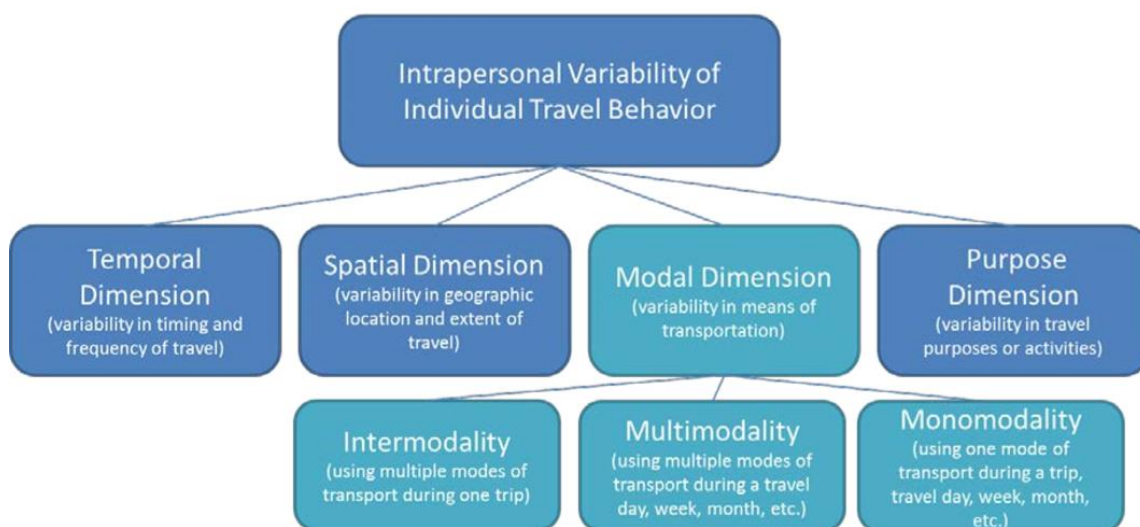 Intrapersonal Variability of
Individual Travel Behavior
Temporal
Dimension
(variability in timing and
frequency of travel)
Spatial Dimension
(variability in geographic
location and extent of
travel)
Modal Dimension
(variability in means of
transportation)
Purpose
Dimension
(variability in travel
purposes or activities)
Intermodality
(using multiple modes of
transport during one trip)
Multimodality
(using multiple modes of
transport during a travel
day, week, month, etc.)
Monomodality
(using one mode of
transport during a trip,
travel day, week, month,
etc.)